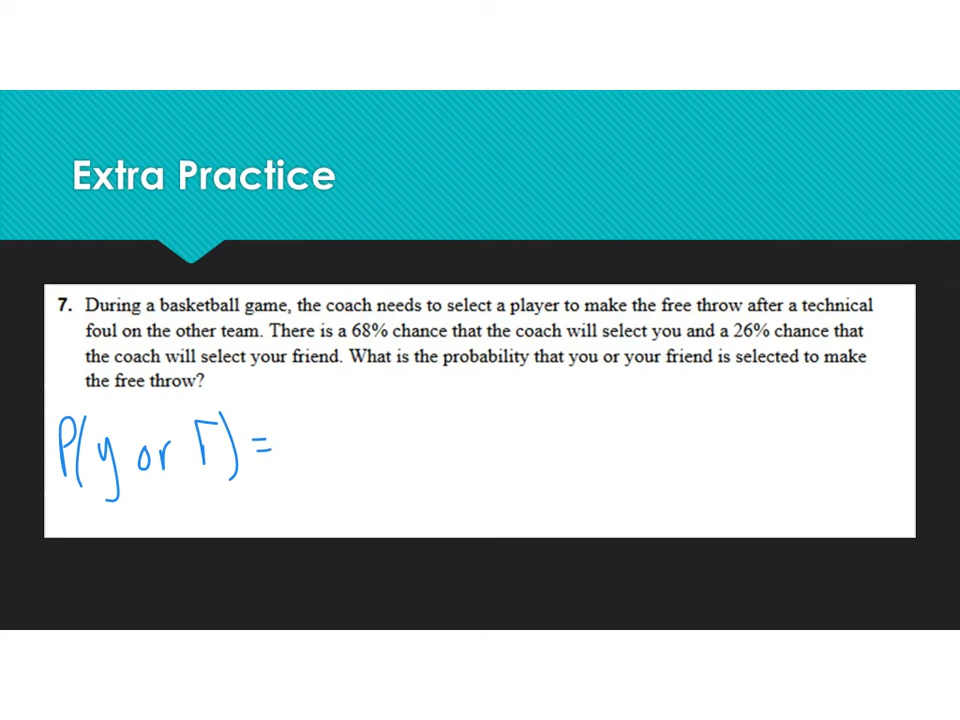 Extra Practice
7. During a basketball game, the coach needs to select a player to make the free throw after a technical
foul on the other team. There is a 68% chance that the coach will select you and a 26% chance that
the coach will select your friend. What is the probability that you or your friend is selected to make
the free throw?
P(y or F) =